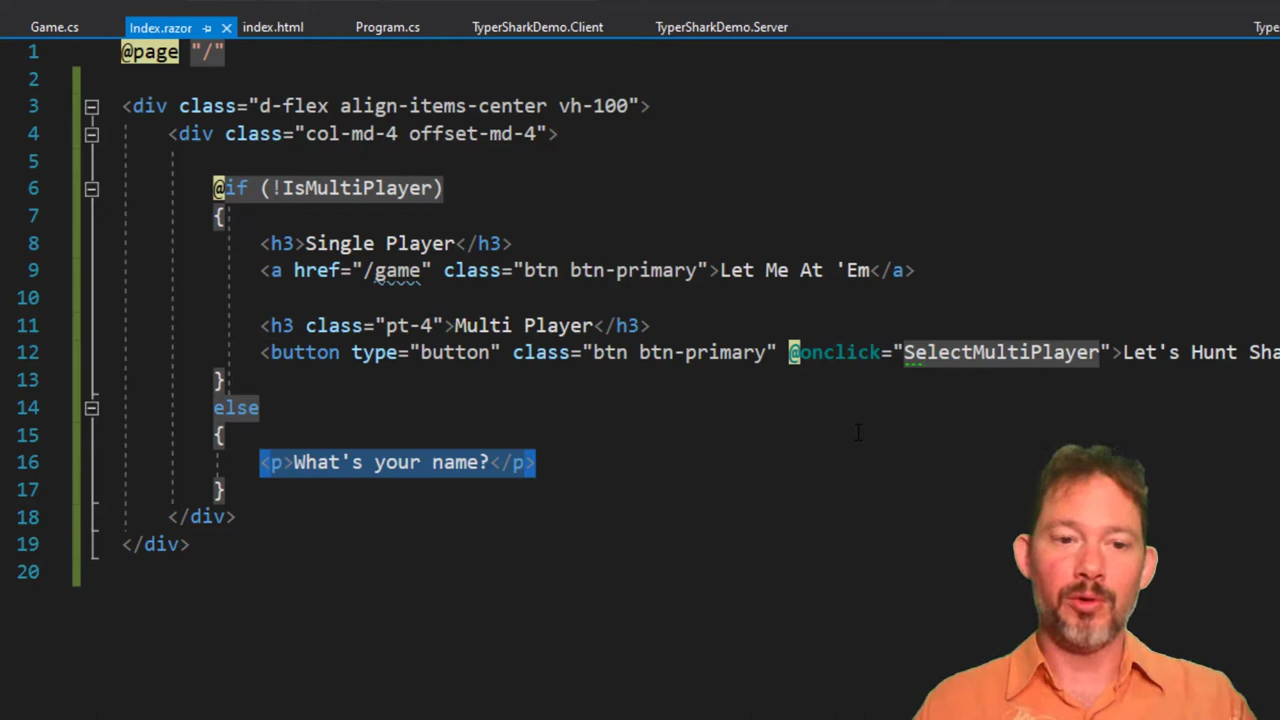 Game.cs Index.razor index.html Program.cs TyperSharkDemo.Client TyperSharkDemo.Server Type
1 @page "/"
2
3 <div class="d-flex align-items-center vh-100">
4 <div class="col-md-4 offset-md-4">
5
6 @if (!IsMultiPlayer)
7 {
8 <h3>Single Player</h3>
9 <a href="/game" class="btn btn-primary">Let Me At 'Em</a>
10
11 <h3 class="pt-4">Multi Player</h3>
12 <button type="button" class="btn btn-primary" @onclick="SelectMultiPlayer">Let's Hunt Sha
13 }
14 else
15 {
16 <p>What's your name?</p>
17 }
18 </div>
19 </div>
20